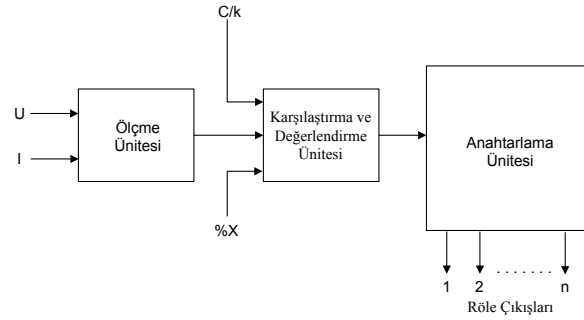 C/k
U
I
Ölçme
Ünitesi
Karşılaştırma ve
Değerlendirme
Ünitesi
Anahtarlama
Ünitesi
%X
1 2 . . . . . . . n
Röle Çıkışları